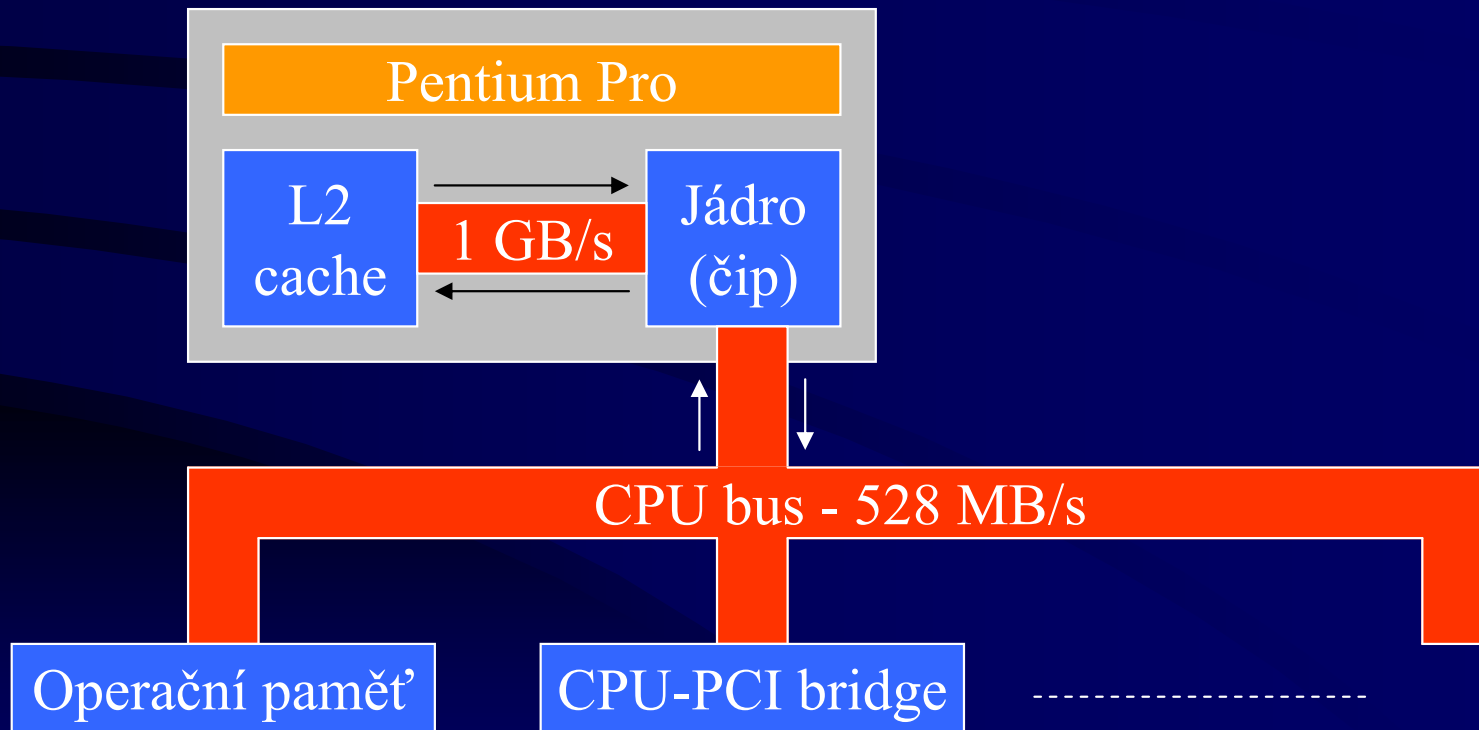 Pentium Pro
L2
cache
1 GB/s
Jádro
(čip)
CPU bus - 528 MB/s
Operační paměť
CPU-PCI bridge